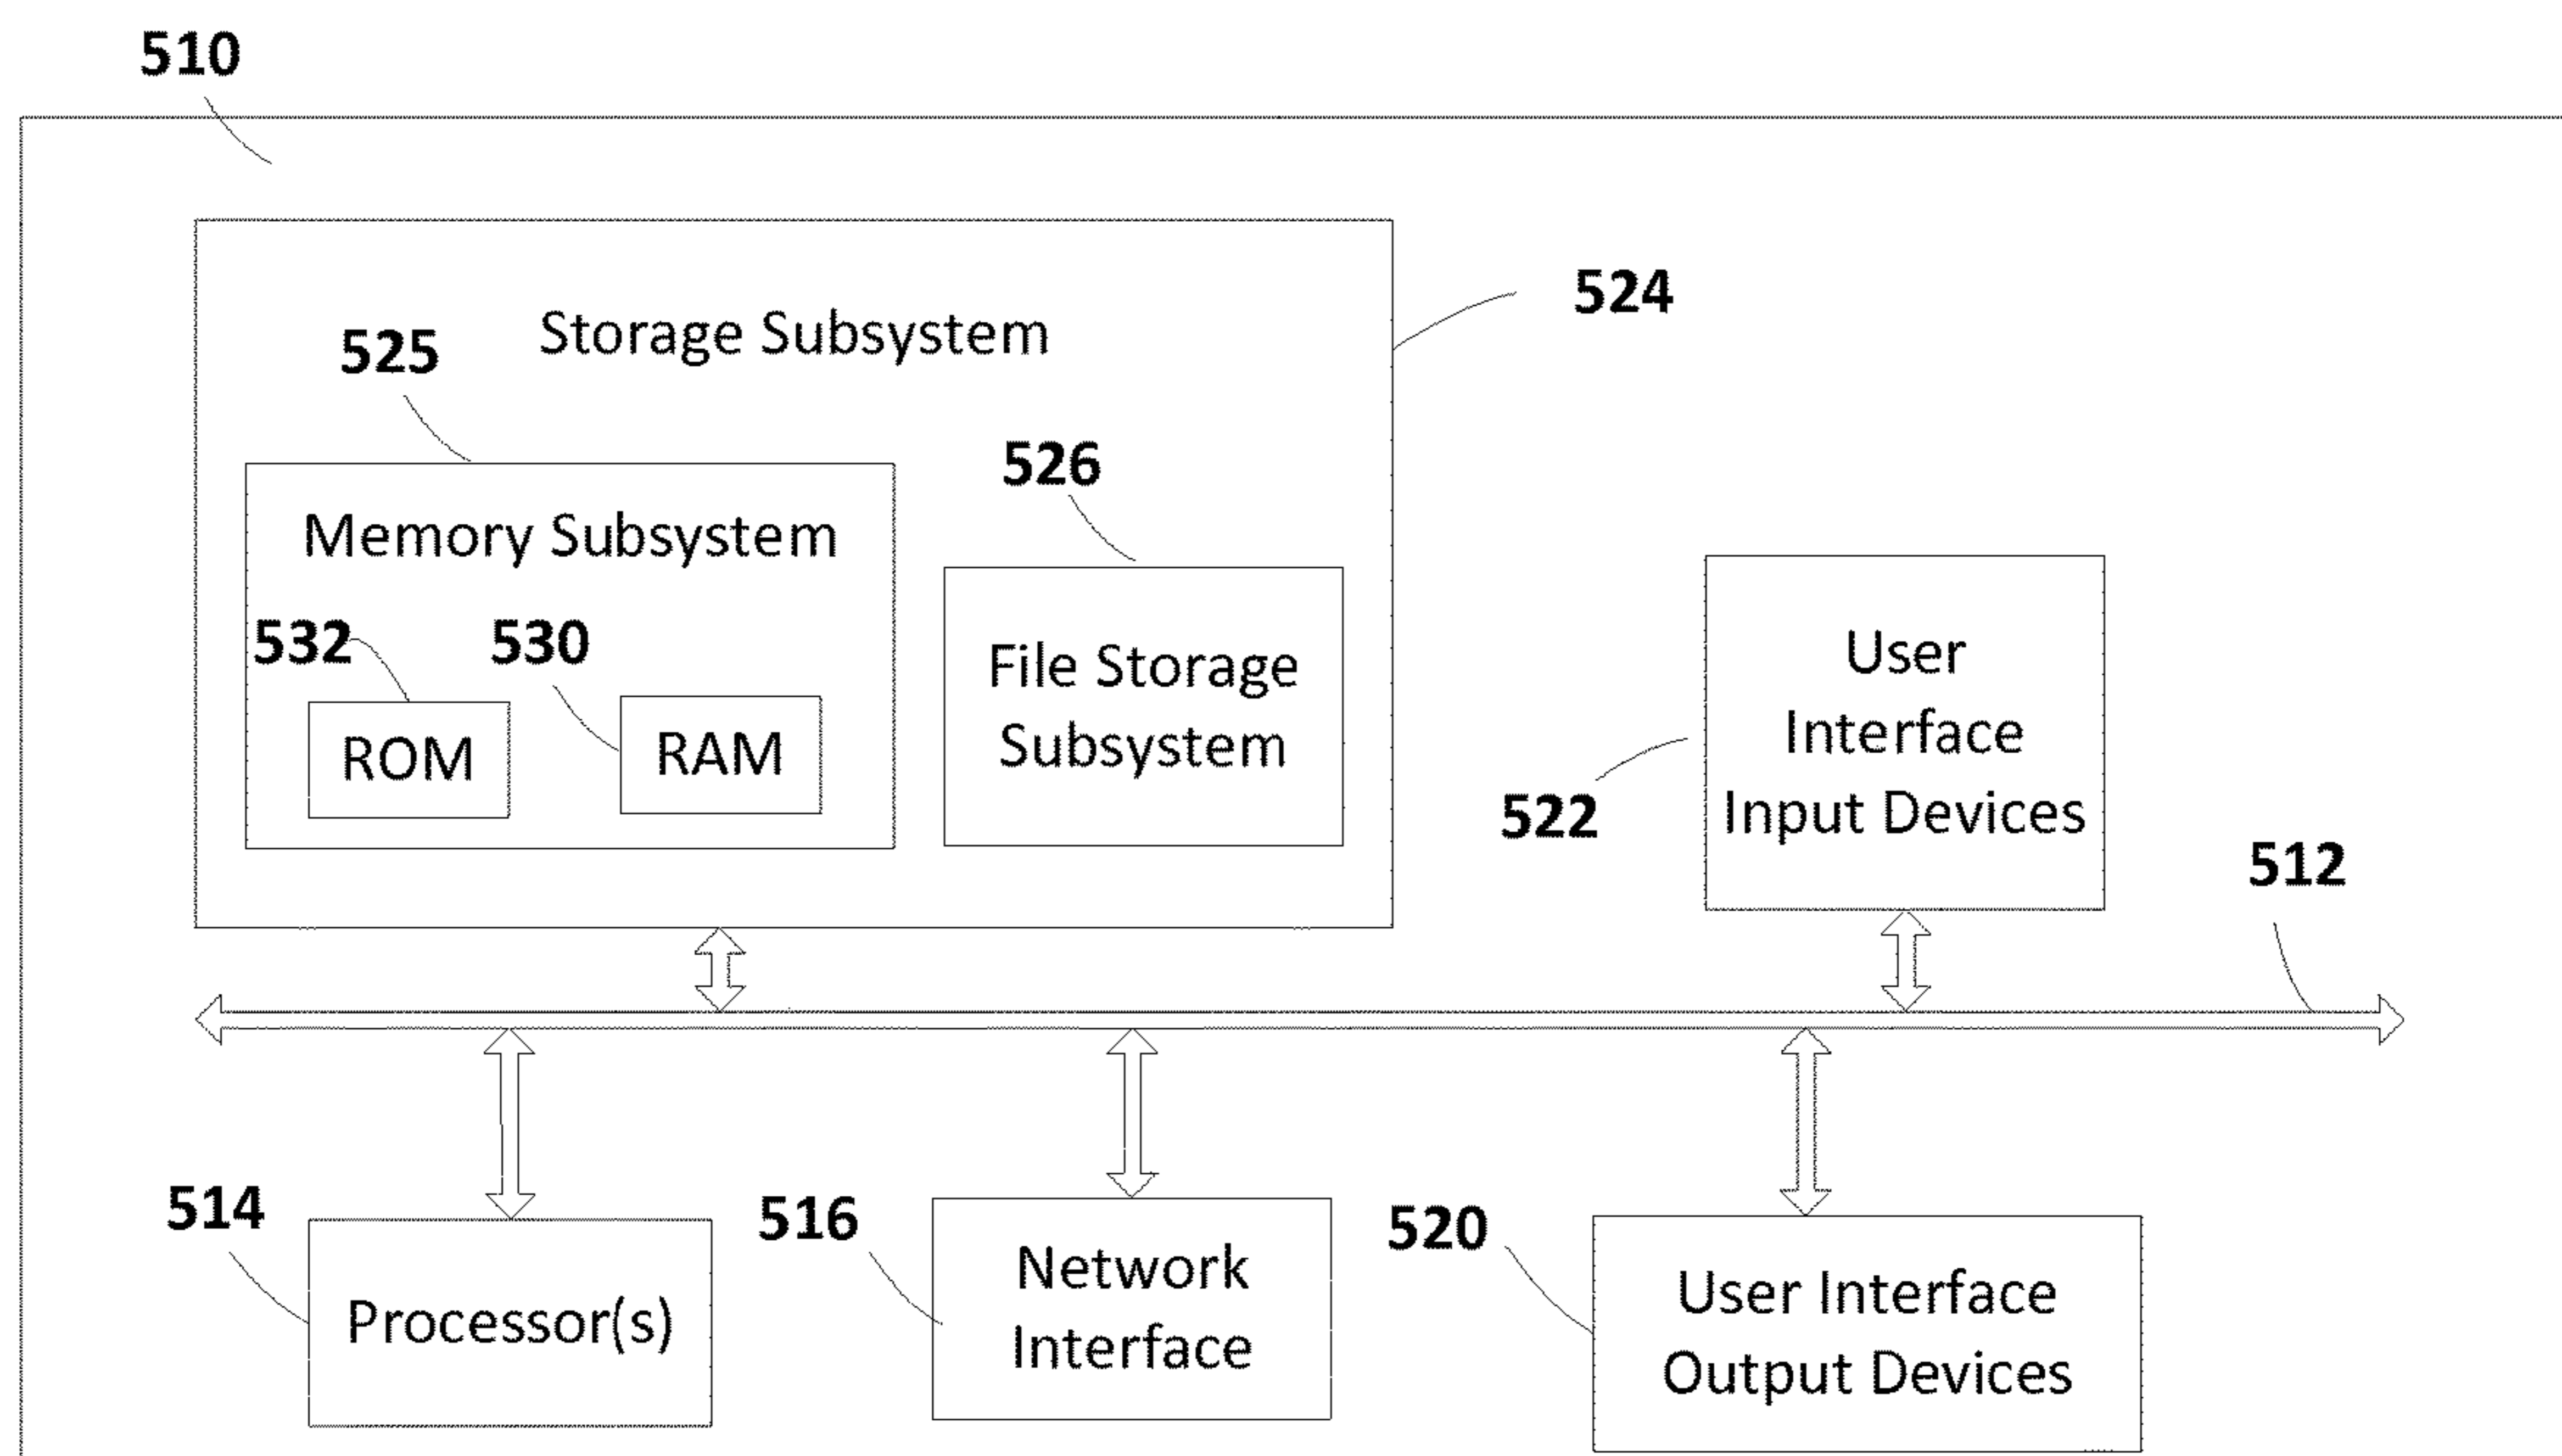 510
524
Storage Subsystem
525
526
Memory Subsystem
532
530
File Storage
Subsystem
ROM
RAM
User
Interface
Input Devices
522
512
514
516
520
Processor(s)
Network
Interface
User Interface
Output Devices